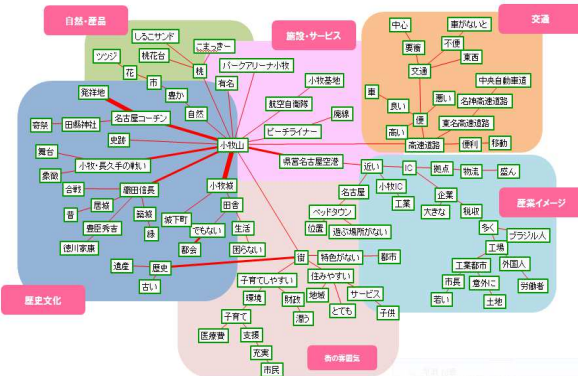 自然・産品
施設・サービス
交通
しるこサンド
こまっきー
ツツジ
桃花台
桃
パークアリーナ小牧
花
市
有名
小牧基地
豊か
航空自衛隊
発祥地
自然
廃線
名古屋コーチン
ピーチライナー
奇祭
田縣神社
史跡
小牧山
舞台
県営名古屋空港
小牧・長久手の戦い
象徴
合戦
織田信長
小牧城
昔
居城
田舎
豊臣秀吉
築城
城下町
でもない
生活
徳川家康
緑
都会
困らない
遺産
歴史
古い
歴史文化
中心
車がないと
要衝
不便
東西
交通
中央自動車道
車
悪い
名神高速道路
良い
便
東名高速道路
高い
高速道路
便利
移動
近い
IC
拠点
物流
盛ん
名古屋
小牧IC
企業
工業
大きな
税収
産業イメージ
ベッドタウン
位置
遊ぶ場所がない
多く
ブラジル人
工場
工業都市
外国人
市長
意外に
労働者
若い
土地
街
特色がない
都市
子育てしやすい
住みやすい
環境
財政
地域
サービス
潤う
とても
子供
子育て
医療費
支援
充実
市民
街の雰囲気